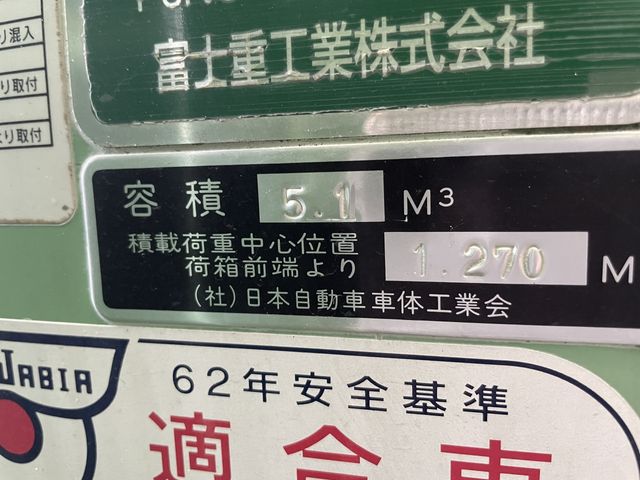 り混入
り取付
より取付
富士重工業株式会社
容積 5.1 M³
積載荷重中心位置
荷箱前端より 1.270 M
(社)日本自動車車体工業会
JABIA
62年安全基準
適合車